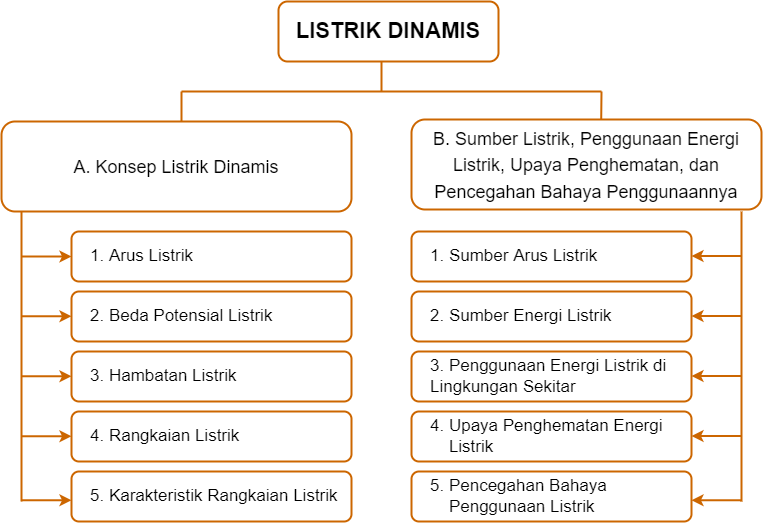 LISTRIK DINAMIS
A. Konsep Listrik Dinamis
1. Arus Listrik
2. Beda Potensial Listrik
3. Hambatan Listrik
4. Rangkaian Listrik
5. Karakteristik Rangkaian Listrik
B. Sumber Listrik, Penggunaan Energi
Listrik, Upaya Penghematan, dan
Pencegahan Bahaya Penggunaannya
1. Sumber Arus Listrik
2. Sumber Energi Listrik
3. Penggunaan Energi Listrik di
Lingkungan Sekitar
4. Upaya Penghematan Energi
Listrik
5. Pencegahan Bahaya
Penggunaan Listrik